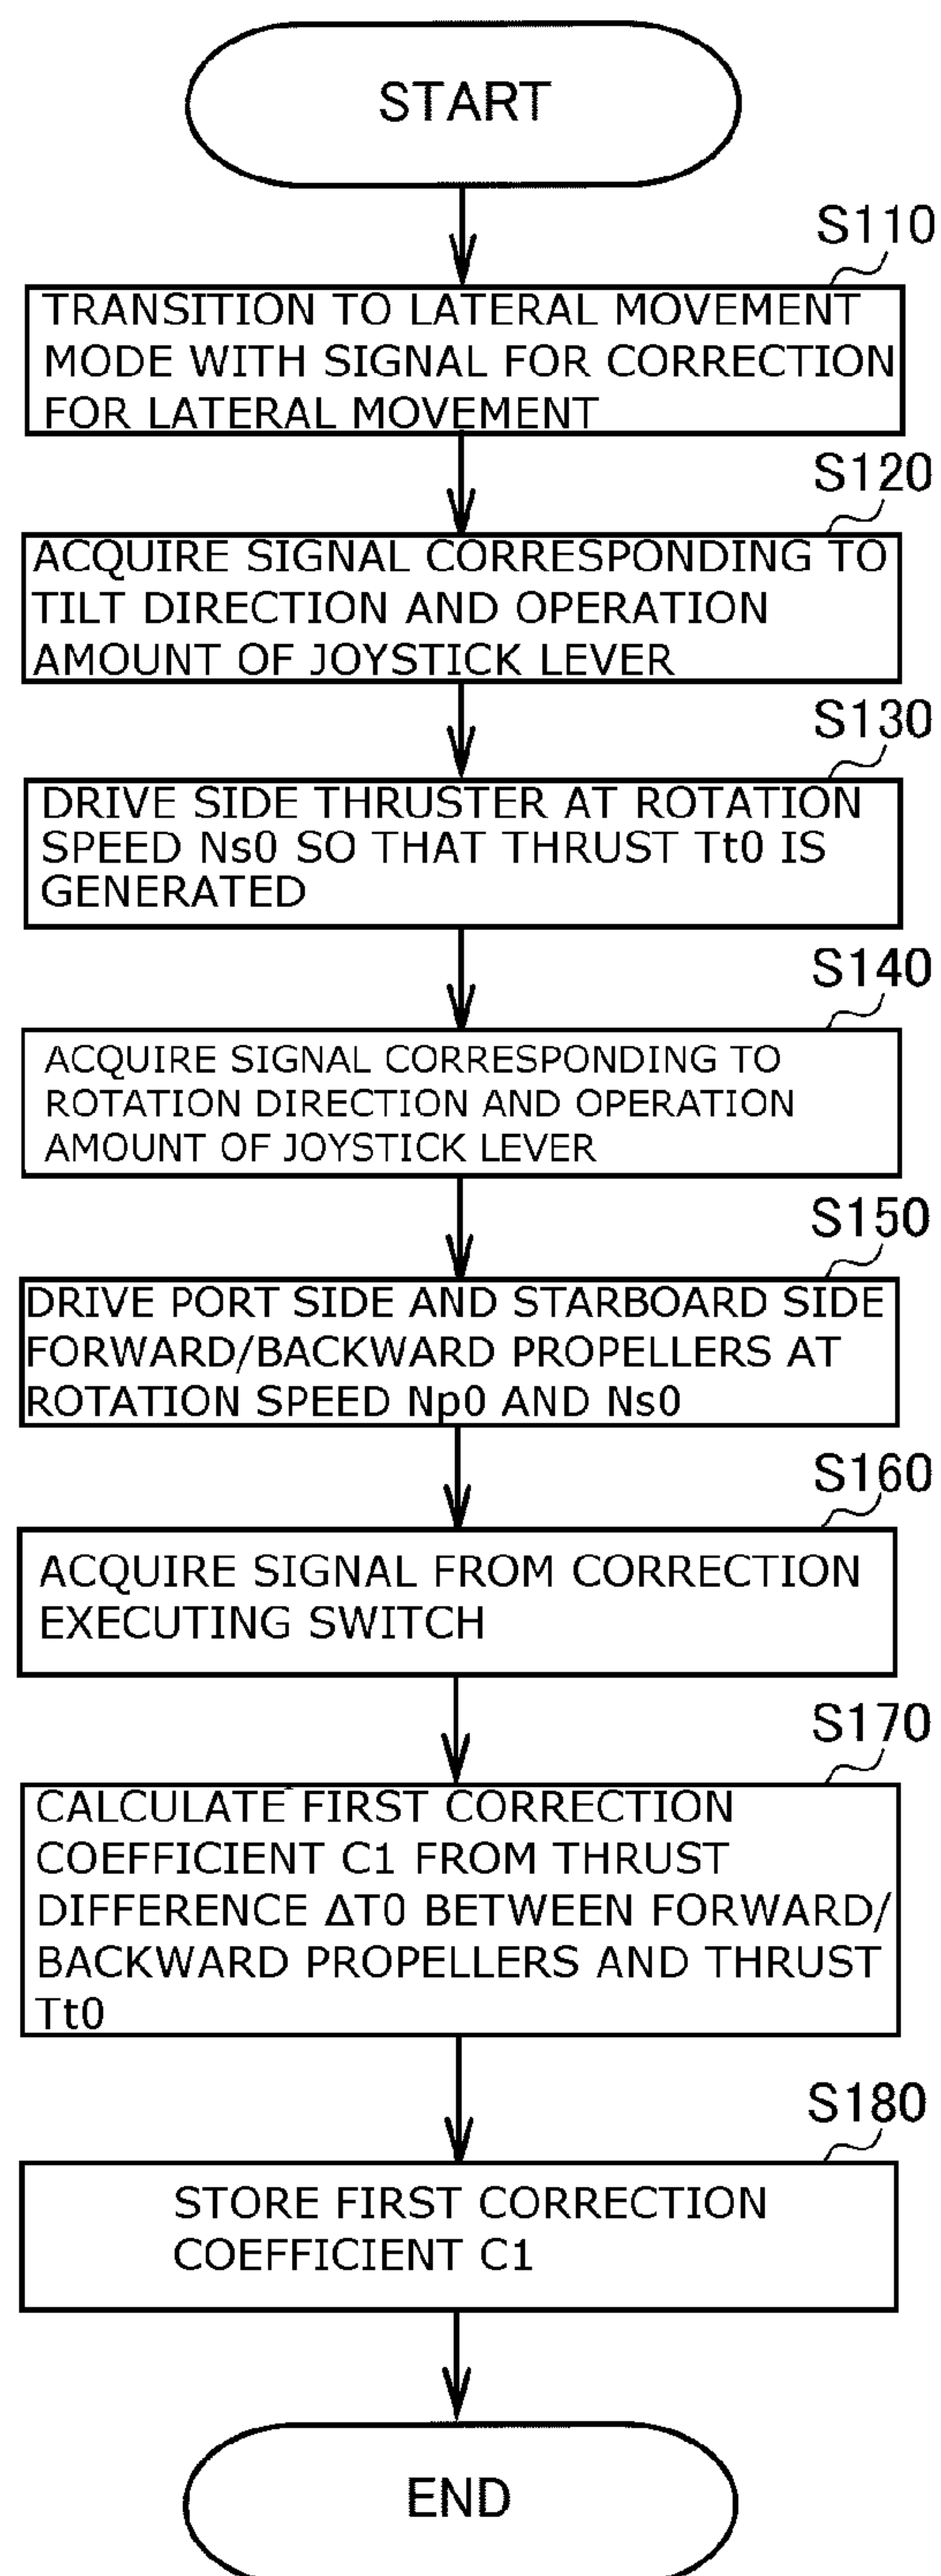 START
S110
TRANSITION TO LATERAL MOVEMENT
MODE WITH SIGNAL FOR CORRECTION
FOR LATERAL MOVEMENT
S120
ACQUIRE SIGNAL CORRESPONDING TO
TILT DIRECTION AND OPERATION
AMOUNT OF JOYSTICK LEVER
S130
DRIVE SIDE THRUSTER AT ROTATION
SPEED Ns0 SO THAT THRUST Tt0 IS
GENERATED
S140
ACQUIRE SIGNAL CORRESPONDING TO
ROTATION DIRECTION AND OPERATION
AMOUNT OF JOYSTICK LEVER
S150
DRIVE PORT SIDE AND STARBOARD SIDE
FORWARD/BACKWARD PROPELLERS AT
ROTATION SPEED Np0 AND Ns0
S160
ACQUIRE SIGNAL FROM CORRECTION
EXECUTING SWITCH
S170
CALCULATE FIRST CORRECTION
COEFFICIENT C1 FROM THRUST
DIFFERENCE ΔT0 BETWEEN FORWARD/
BACKWARD PROPELLERS AND THRUST
Tt0
S180
STORE FIRST CORRECTION
COEFFICIENT C1
END